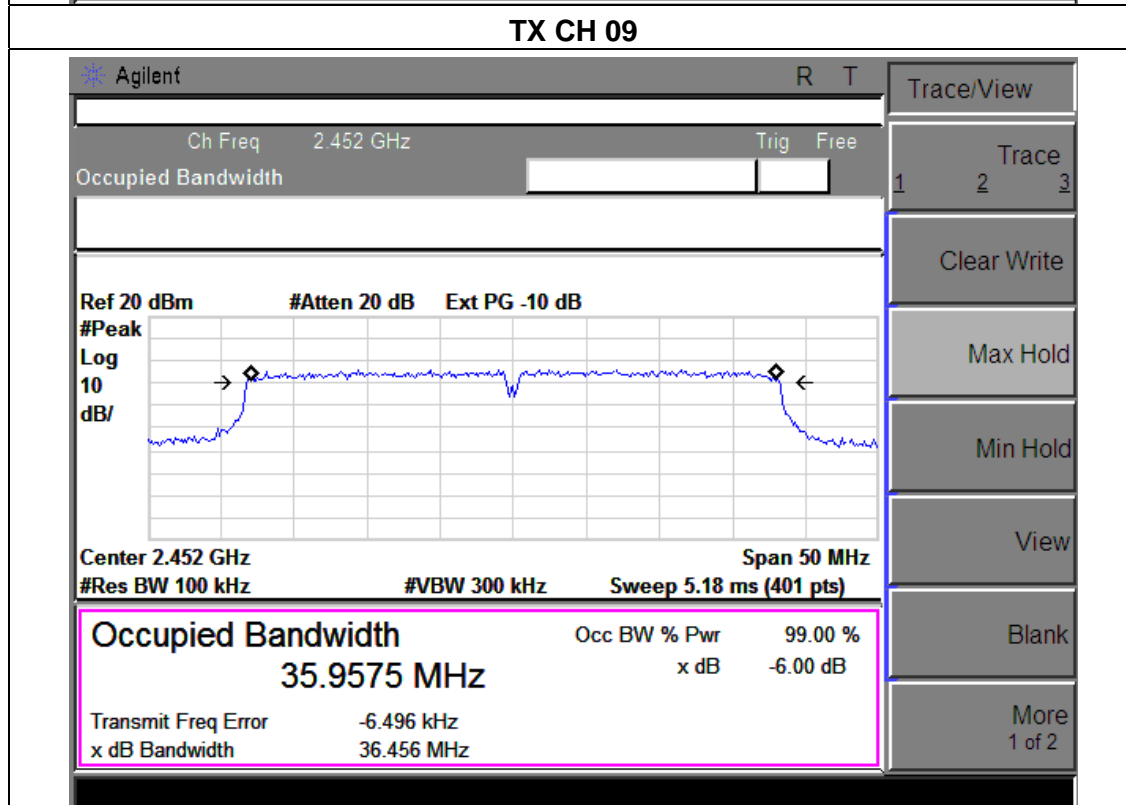 TX CH 09
Agilent R T
Trace/View
Ch Freq 2.452 GHz Trig Free
Occupied Bandwidth
Trace
1 2 3
Clear Write
Max Hold
Min Hold
View
Blank
More
1 of 2
Ref 20 dBm #Atten 20 dB Ext PG -10 dB
#Peak
Log
10
dB/
Center 2.452 GHz Span 50 MHz
#Res BW 100 kHz #VBW 300 kHz Sweep 5.18 ms (401 pts)
Occupied Bandwidth Occ BW % Pwr 99.00 %
35.9575 MHz x dB -6.00 dB
Transmit Freq Error -6.496 kHz
x dB Bandwidth 36.456 MHz